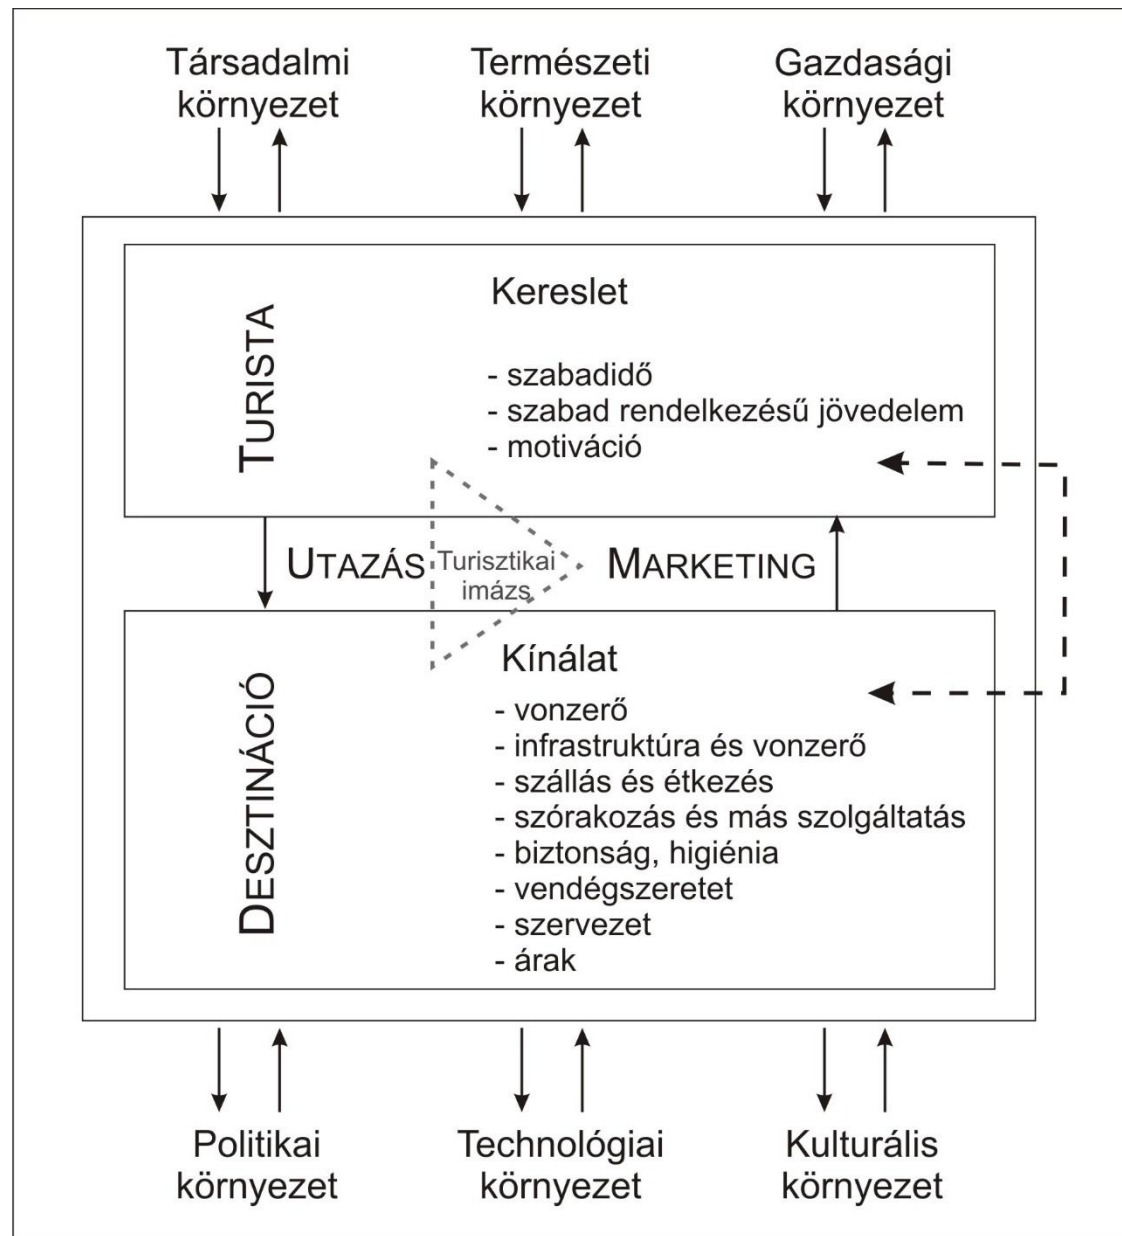 Társadalmi
környezet
Természeti
környezet
Gazdasági
környezet
TURISTA
Kereslet
- szabadidő
- szabad rendelkezésű jövedelem
- motiváció
UTAZÁS
Turisztikai
imázs
MARKETING
DESZTINÁCIÓ
Kínálat
- vonzerő
- infrastruktúra és vonzerő
- szállás és étkezés
- szórakozás és más szolgáltatás
- biztonság, higiénia
- vendégszeretet
- szervezet
- árak
Politikai
környezet
Technológiai
környezet
Kulturális
környezet